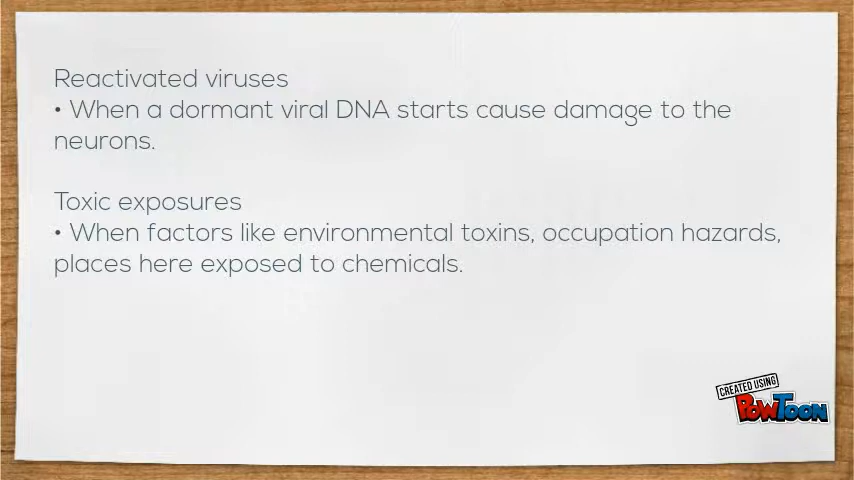 Reactivated viruses
• When a dormant viral DNA starts cause damage to the
neurons.
Toxic exposures
• When factors like environmental toxins, occupation hazards,
places here exposed to chemicals.
CREATED USING
POWTOON